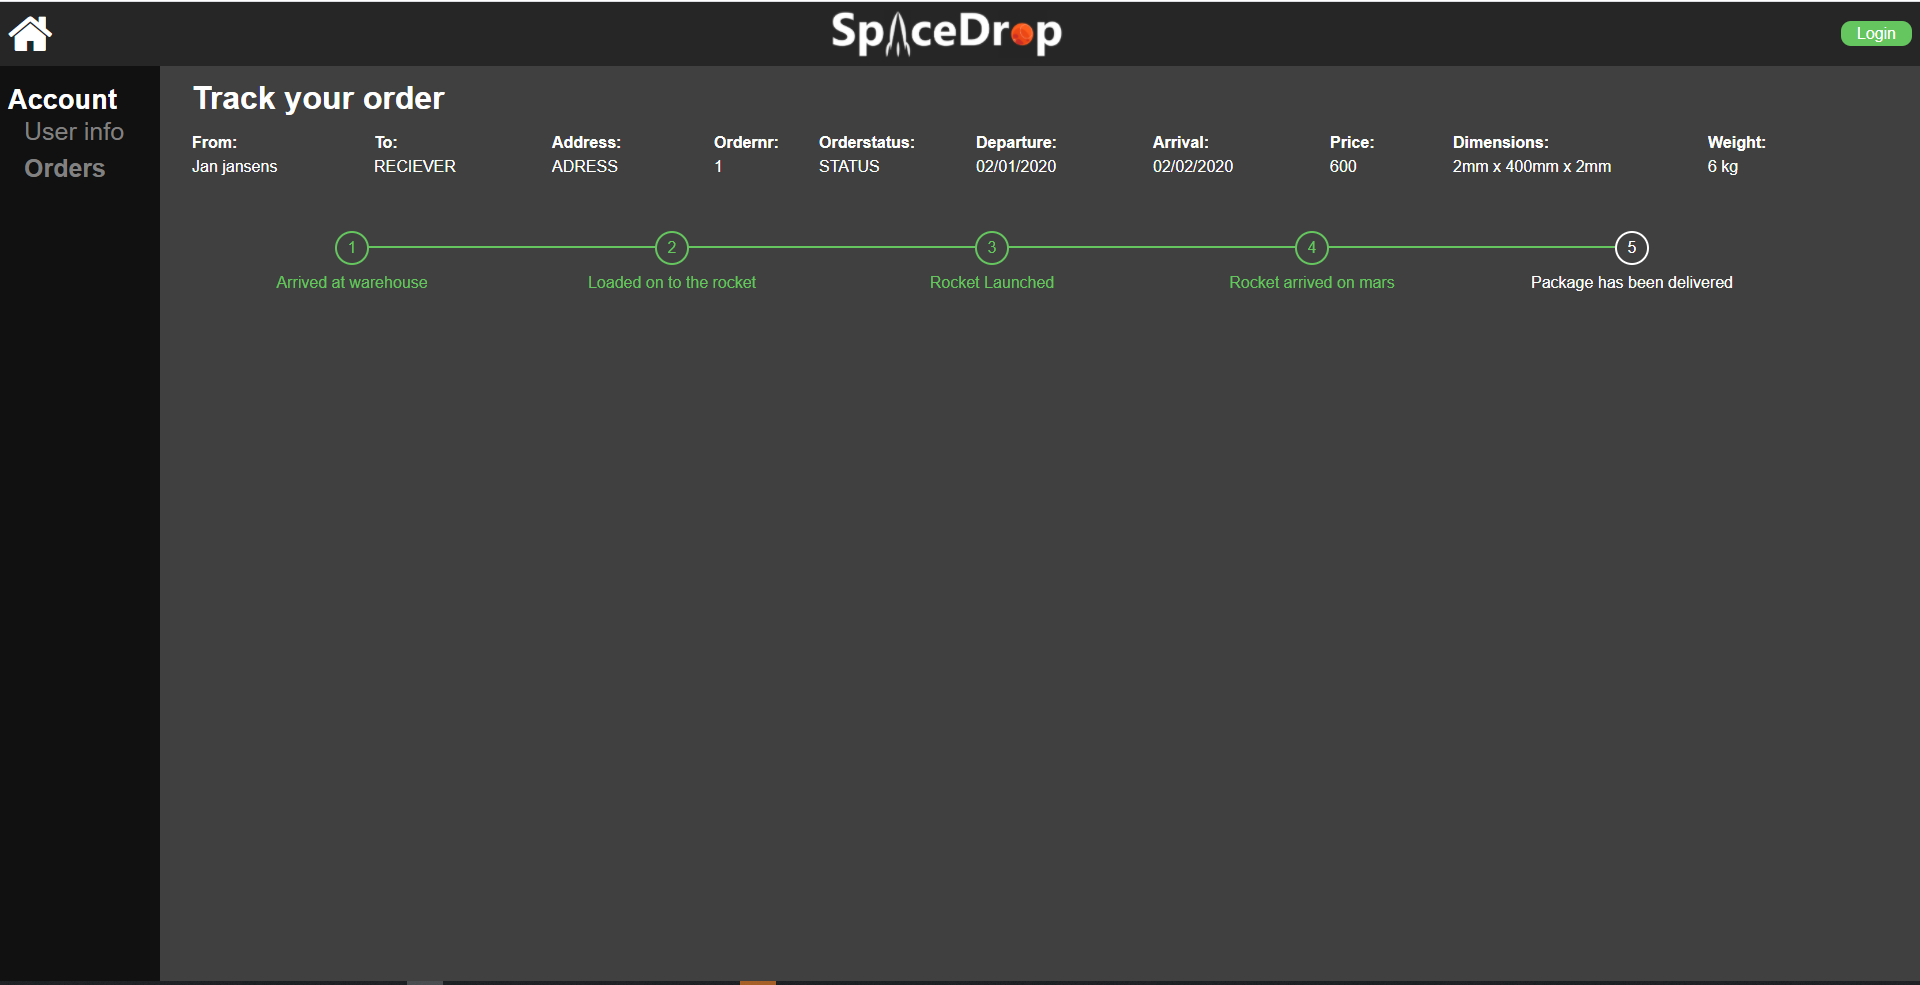 SpaceDrop
Login
Account
User info
Orders
Track your order
From: To: Address: Ordernr: Orderstatus: Departure: Arrival: Price: Dimensions: Weight:
Jan jansens RECIEVER ADRESS 1 STATUS 02/01/2020 02/02/2020 600 2mm x 400mm x 2mm 6 kg
1 2 3 4 5
Arrived at warehouse Loaded on to the rocket Rocket Launched Rocket arrived on mars Package has been delivered